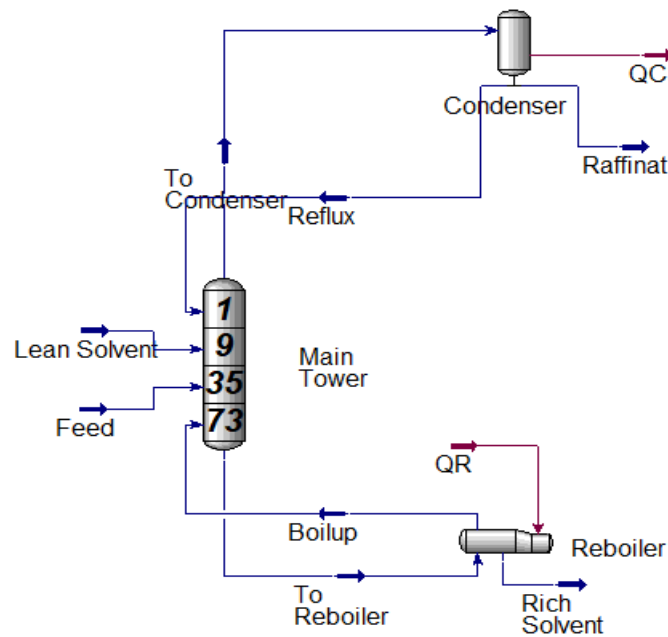 QC
Condenser
Raffinat
To
Condenser
Reflux
1
Lean Solvent
9
Main
Tower
35
Feed
73
QR
Boilup
Reboiler
To
Reboiler
Rich
Solvent